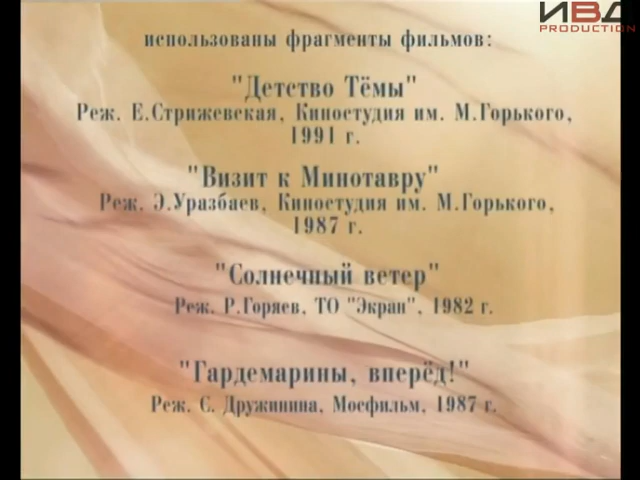 ИВД
PRODUCTION
использованы фрагменты фильмов:
"Детство Тёмы"
Реж. Е.Стрижевская, Киностудия им. М.Горького,
1991 г.
"Визит к Минотавру"
Реж. Э.Уразбаев, Киностудия им. М.Горького,
1987 г.
"Солнечный ветер"
Реж. Р.Горяев, ТО "Экран", 1982 г.
"Гардемарины, вперёд!"
Реж. С. Дружинина, Мосфильм, 1987 г.